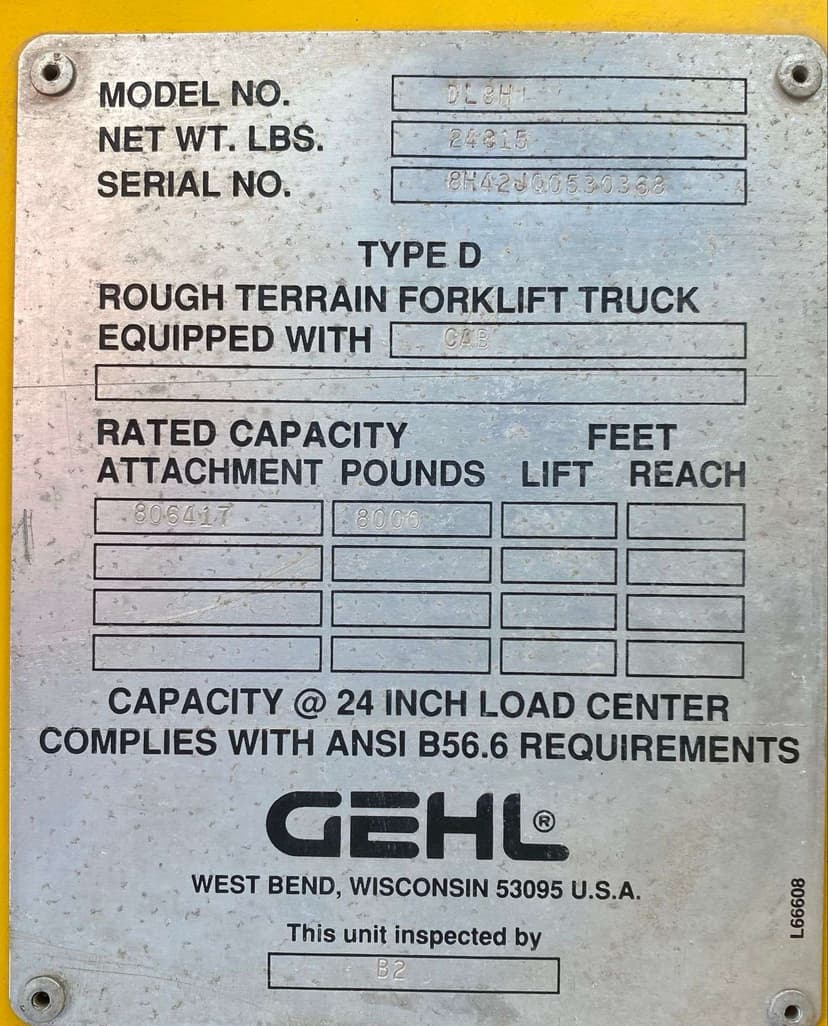 MODEL NO. DL8H
NET WT. LBS. 24815
SERIAL NO. 8H42JQ0530388
TYPE D
ROUGH TERRAIN FORKLIFT TRUCK
EQUIPPED WITH CAB
RATED CAPACITY FEET
ATTACHMENT POUNDS LIFT REACH
806417 8000
CAPACITY @ 24 INCH LOAD CENTER
COMPLIES WITH ANSI B56.6 REQUIREMENTS
GEHL®
WEST BEND, WISCONSIN 53095 U.S.A.
L66608
This unit inspected by
B2